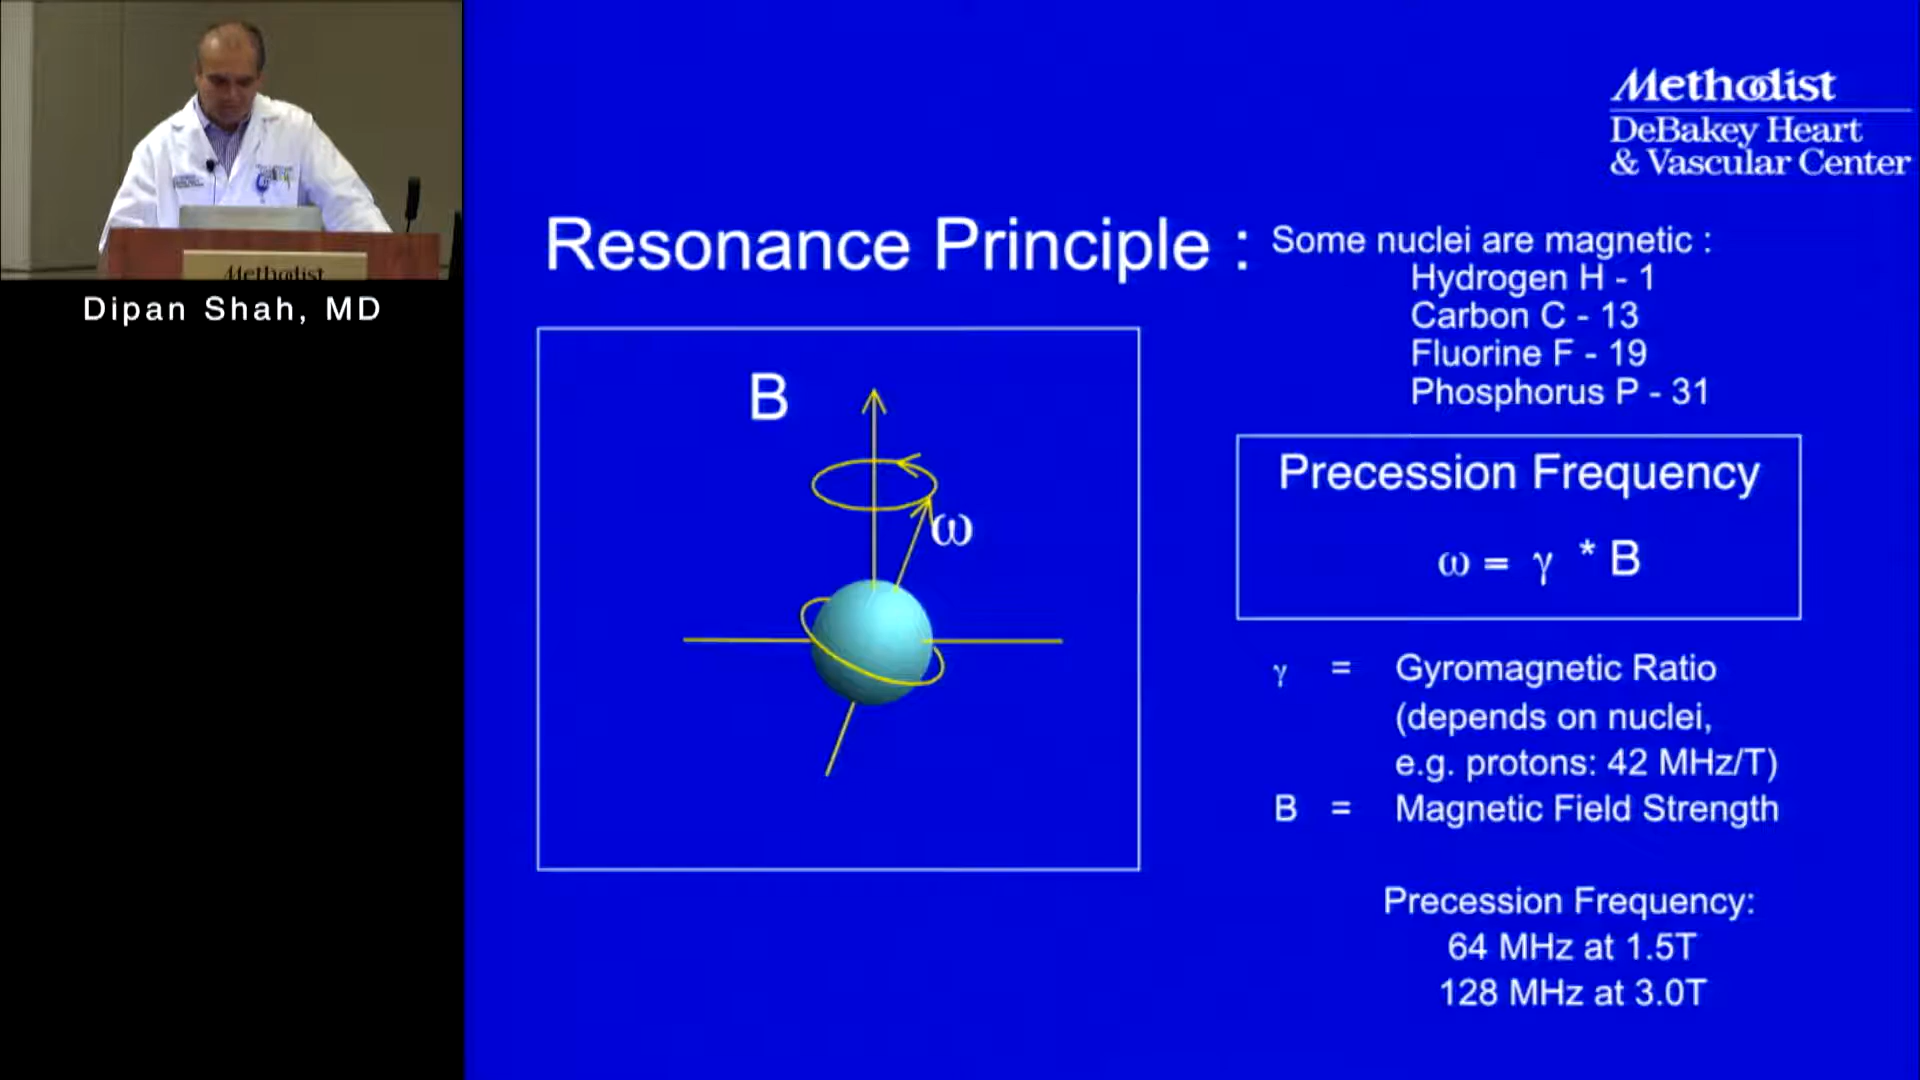 Methodist
DeBakey Heart
& Vascular Center
Methodist
Dipan Shah, MD
Resonance Principle :
Some nuclei are magnetic :
Hydrogen H - 1
Carbon C - 13
Fluorine F - 19
Phosphorus P - 31
B
ω
Precession Frequency
ω = γ * B
γ = Gyromagnetic Ratio
(depends on nuclei,
e.g. protons: 42 MHz/T)
B = Magnetic Field Strength
Precession Frequency:
64 MHz at 1.5T
128 MHz at 3.0T